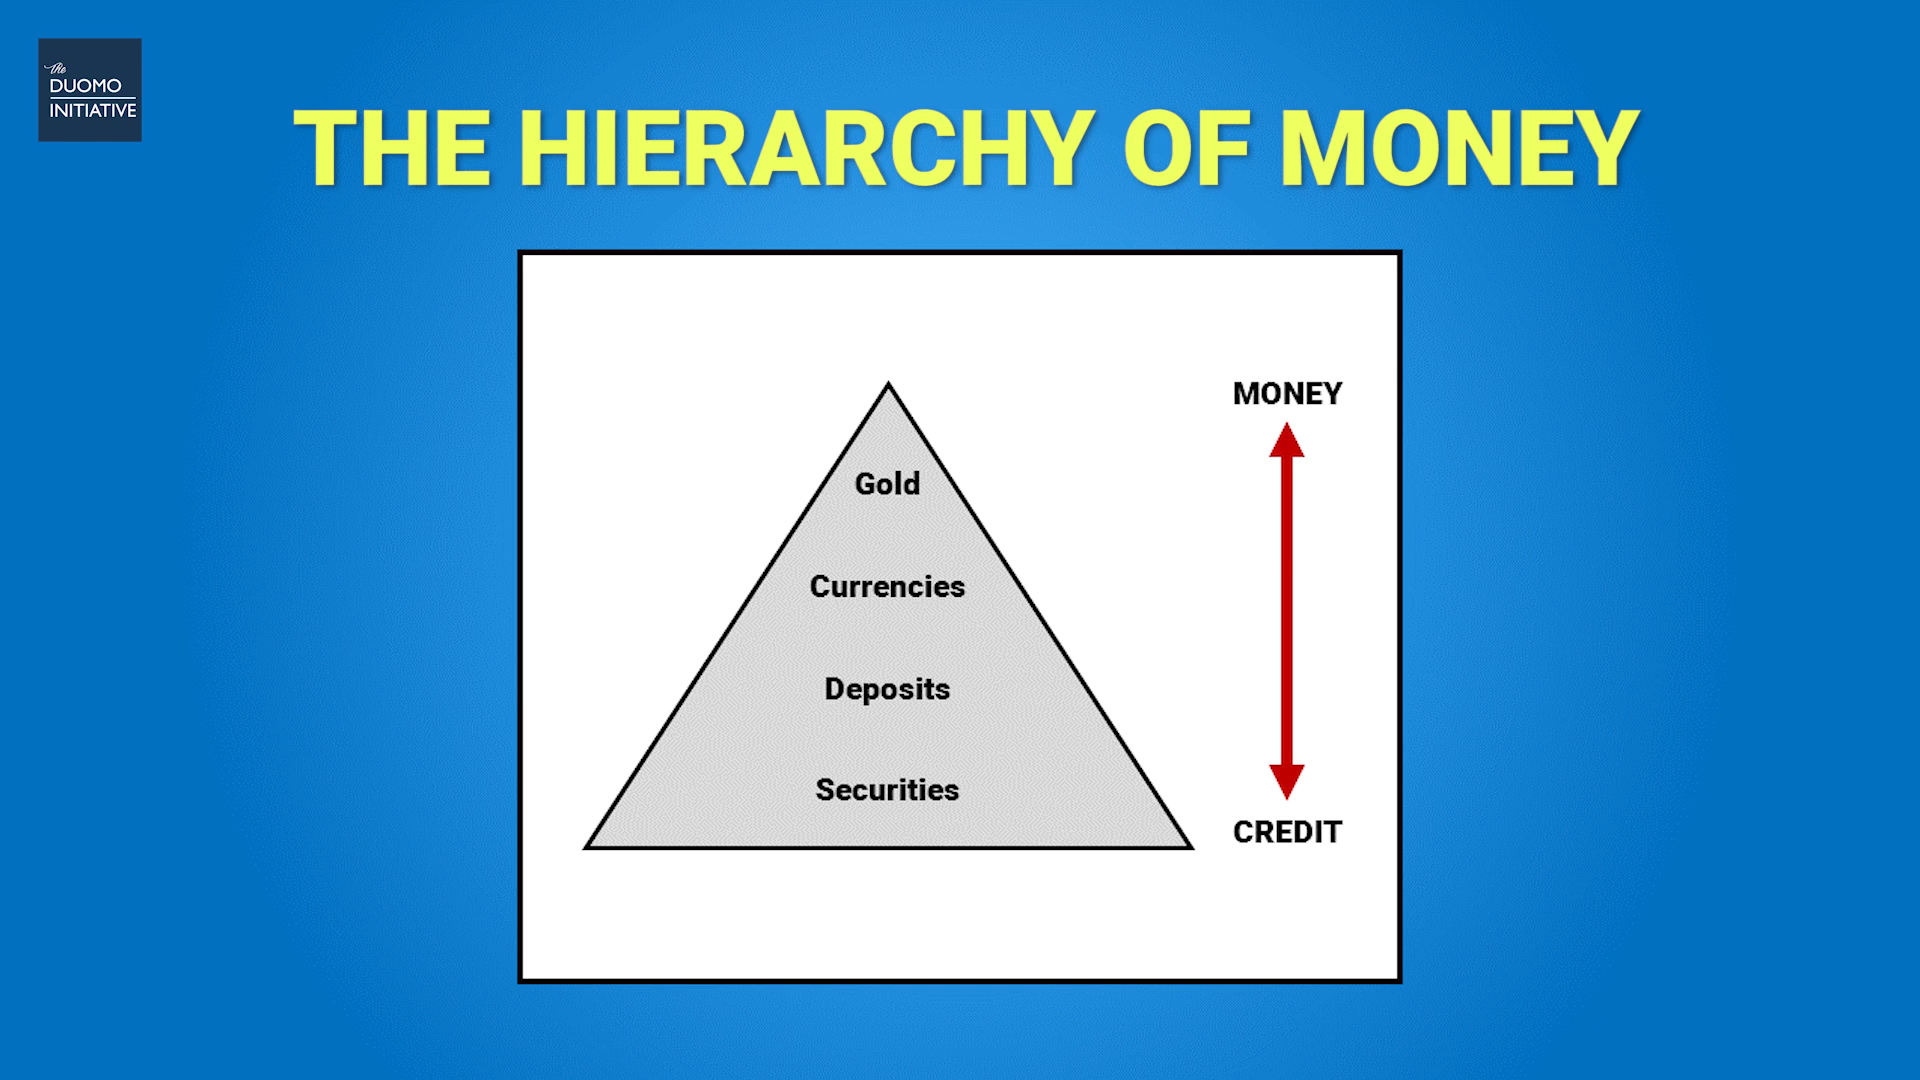 The
DUOMO
INITIATIVE
THE HIERARCHY OF MONEY
MONEY
Gold
Currencies
Deposits
Securities
CREDIT